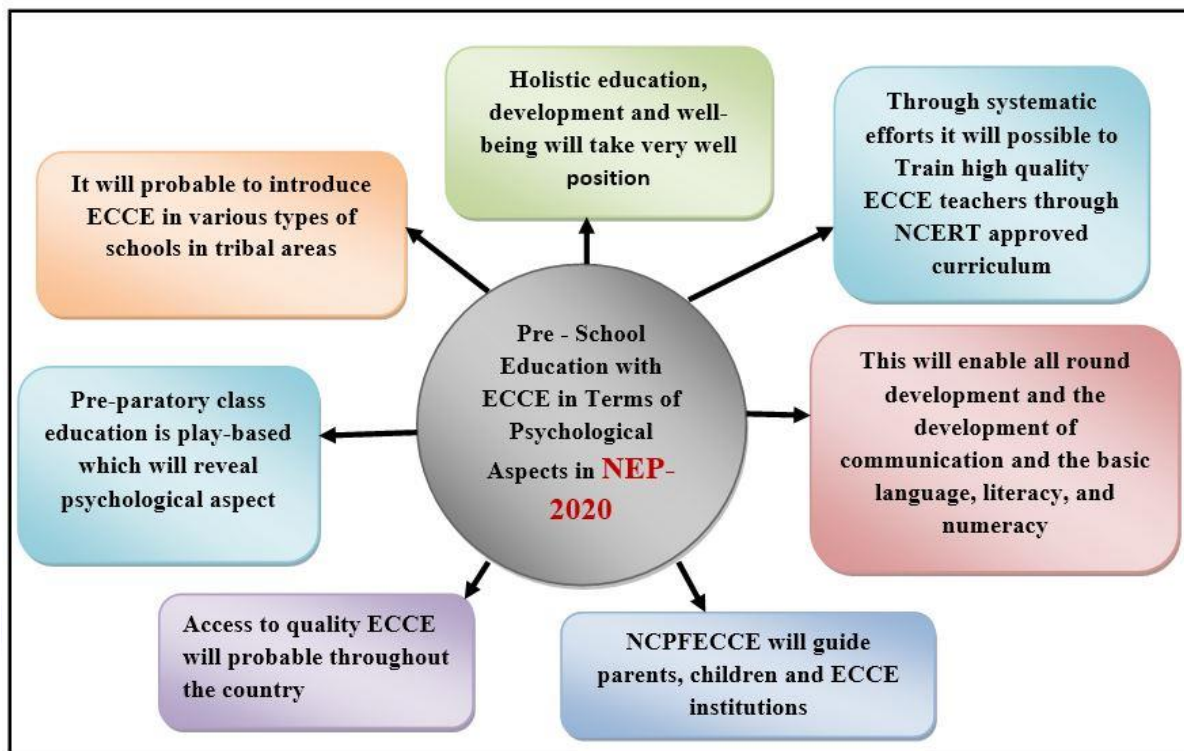 Holistic education,
development and well-
being will take very well
position
Through systematic
efforts it will possible to
Train high quality
ECCE teachers through
NCERT approved
curriculum
It will probable to introduce
ECCE in various types of
schools in tribal areas
Pre - School
Education with
ECCE in Terms of
Psychological
Aspects in NEP-
2020
This will enable all round
development and the
development of
communication and the basic
language, literacy, and
numeracy
Pre-paratory class
education is play-based
which will reveal
psychological aspect
Access to quality ECCE
will probable throughout
the country
NCPFECCE will guide
parents, children and ECCE
institutions